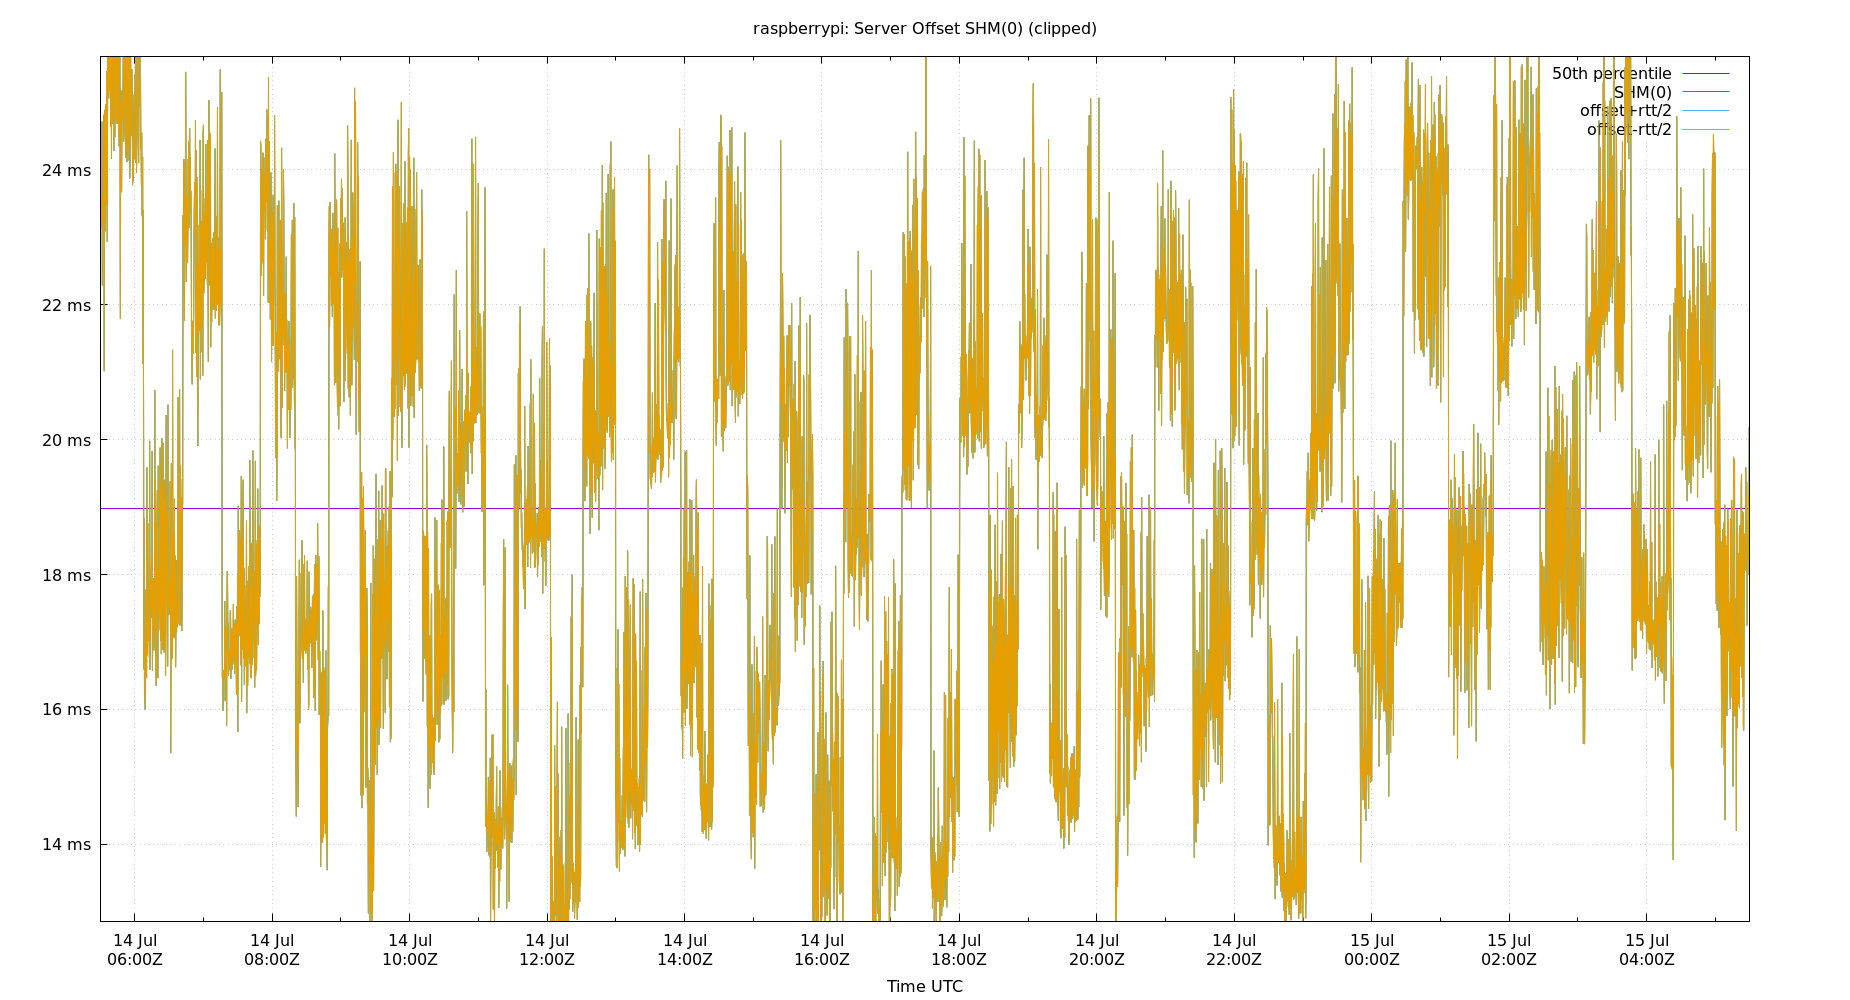 raspberrypi: Server Offset SHM(0) (clipped)
50th percentile
SHM(0)
offset+rtt/2
offset-rtt/2
24 ms
22 ms
20 ms
18 ms
16 ms
14 ms
14 Jul 14 Jul 14 Jul 14 Jul 14 Jul 14 Jul 14 Jul 14 Jul 14 Jul 15 Jul 15 Jul 15 Jul
06:00Z 08:00Z 10:00Z 12:00Z 14:00Z 16:00Z 18:00Z 20:00Z 22:00Z 00:00Z 02:00Z 04:00Z
Time UTC